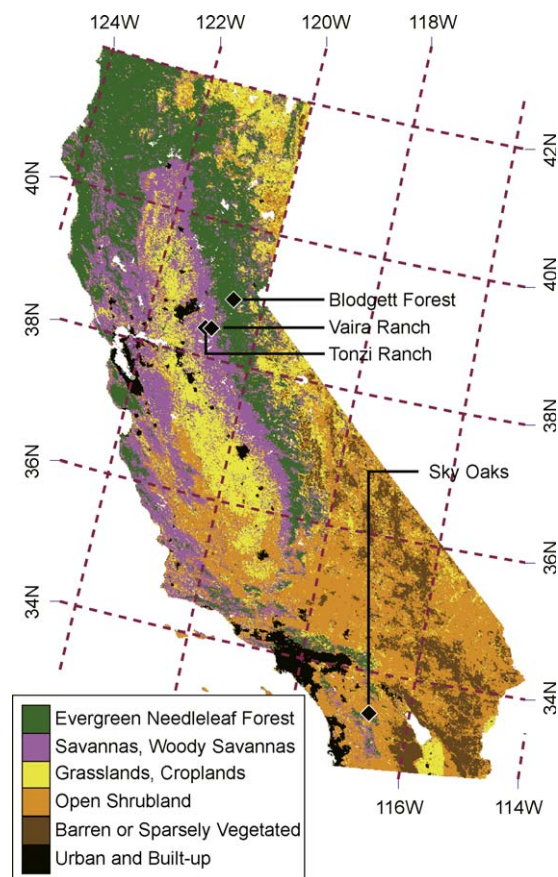 124W
122W
120W
118W
42N
40N
40N
Blodgett Forest
38N
Vaira Ranch
Tonzi Ranch
38N
36N
Sky Oaks
36N
34N
34N
Evergreen Needleleaf Forest
Savannas, Woody Savannas
Grasslands, Croplands
Open Shrubland
Barren or Sparsely Vegetated
Urban and Built-up
116W
114W